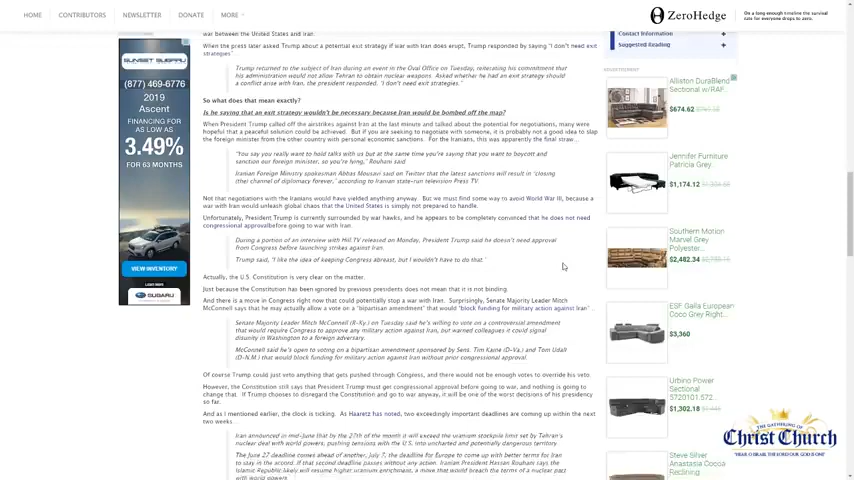 HOME
CONTRIBUTORS
NEWSLETTER
DONATE
MORE
ZeroHedge
On a long enough timeline the survival
rate for everyone drops to zero.
war between the United States and Iran.
When the press later asked Trump about a potential exit strategy if war with Iran does erupt, Trump responded by saying "I don't need exit
strategies"
Trump returned to the subject of Iran during an event in the Oval Office on Tuesday, reiterating his commitment that
his administration would not allow Tehran to obtain nuclear weapons. Asked whether he had an exit strategy should
a conflict arise with Iran, the president responded, "I don't need exit strategies."
So what does that mean exactly?
Is he saying that an exit strategy wouldn't be necessary because Iran would be bombed off the map?
When President Trump called off the airstrikes against Iran at the last minute and talked about the potential for negotiations, many were
hopeful that a peaceful solution could be achieved. But if you are seeking to negotiate with someone, it is probably not a good idea to slap
the foreign minister from the other country with personal economic sanctions. For the Iranians, this was apparently the final straw...
"You say you really want to hold talks with us but at the same time you're saying that you want to boycott and
sanction our foreign minister, so you're lying," Rouhani said.
Iranian Foreign Ministry spokesman Abbas Mousavi said on Twitter that the latest sanctions will result in 'closing
other channel of diplomacy forever,' according to Iranian state-run television Press TV.
Not that negotiations with the Iranians would have yielded anything anyway. But we must find some way to avoid World War III, because a
war with Iran would unleash global chaos that the United States is simply not prepared to handle.
Unfortunately, President Trump is currently surrounded by war hawks, and he appears to be completely convinced that he does not need
congressional approval before going to war with Iran.
During a portion of an interview with Hill.TV released on Monday, President Trump said he doesn't need approval
from Congress before launching strikes against Iran.
Trump said, "I like the idea of keeping Congress abreast, but I wouldn't have to do that."
Actually, the U.S. Constitution is very clear on the matter.
Just because the Constitution has been ignored by previous presidents does not mean that it is not binding.
And there is a move in Congress right now that could potentially stop a war with Iran. Surprisingly, Senate Majority Leader Mitch
McConnell says that he may actually allow a vote on a "bipartisan amendment" that would "block funding for military action against Iran"..
Senate Majority Leader Mitch McConnell (R-Ky.) on Tuesday said he's willing to vote on a controversial amendment
that would require Congress to approve any military action against Iran, but warned colleagues it could signal
disunity in Washington to a foreign adversary.
McConnell said he's open to voting on a bipartisan amendment sponsored by Sens. Tim Kaine (D-Va.) and Tom Udall
(D-N.M.) that would block funding for military action against Iran without prior congressional approval.
Of course Trump could just veto anything that gets pushed through Congress, and there would not be enough votes to override his veto.
However, the Constitution still says that President Trump must get congressional approval before going to war, and nothing is going to
change that. If Trump chooses to disregard the Constitution and go to war anyway, it will be one of the worst decisions of his presidency
so far.
And as I mentioned earlier, the clock is ticking. As Haaretz has noted, two exceedingly important deadlines are coming up within the next
two weeks...
Iran announced in mid-June that by the 27th of the month it will exceed the uranium stockpile limit set by Tehran's
nuclear deal with world powers, pushing tensions with the U.S. into uncharted and potentially dangerous territory.
The June 27 deadline comes ahead of another, July 7, the deadline for Europe to come up with better terms for Iran
to stay in the accord. If that second deadline passes without any action, Iranian President Hassan Rouhani says the
Islamic Republic likely will resume higher uranium enrichment, a move that would breach the terms of a nuclear pact
with world powers.
SUNSET SUBARU
(877) 469-6776
2019
Ascent
FINANCING FOR
AS LOW AS
3.49%
FOR 63 MONTHS
VIEW INVENTORY
Learn more
SUBARU
Contact Information
Suggested Reading
ADVERTISEMENT
Alliston DuraBlend
Sectional w/RAF...
$674.62
Jennifer Furniture
Patricia Grey
$1,174.12
Southern Motion
Marvel Grey
Polyester...
$2,482.34
ESF Galla European
Coco Grey Right...
$3,360
Urbino Power
Sectional
5720101.572...
$1,302.18
Steve Silver
Anastasia Cocoa
Reclining
THE GATHERING OF
CHRIST CHURCH
"HEAR O ISRAEL THE LORD OUR GOD IS ONE"